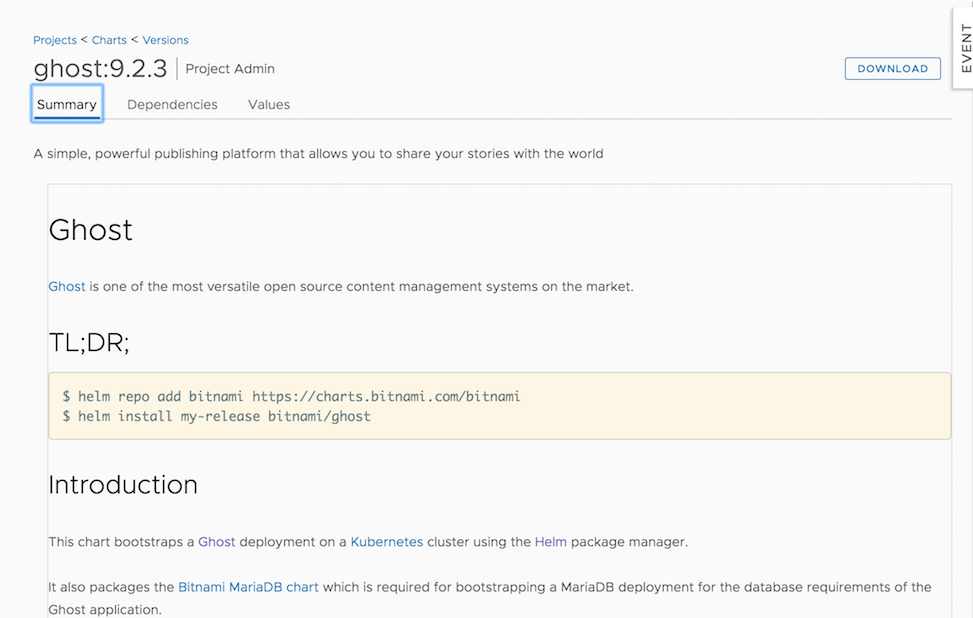 Projects < Charts < Versions
ghost:9.2.3 Project Admin
DOWNLOAD
EVENT
Summary Dependencies Values
A simple, powerful publishing platform that allows you to share your stories with the world
Ghost
Ghost is one of the most versatile open source content management systems on the market.
TL;DR;
$ helm repo add bitnami https://charts.bitnami.com/bitnami
$ helm install my-release bitnami/ghost
Introduction
This chart bootstraps a Ghost deployment on a Kubernetes cluster using the Helm package manager.
It also packages the Bitnami MariaDB chart which is required for bootstrapping a MariaDB deployment for the database requirements of the
Ghost application.